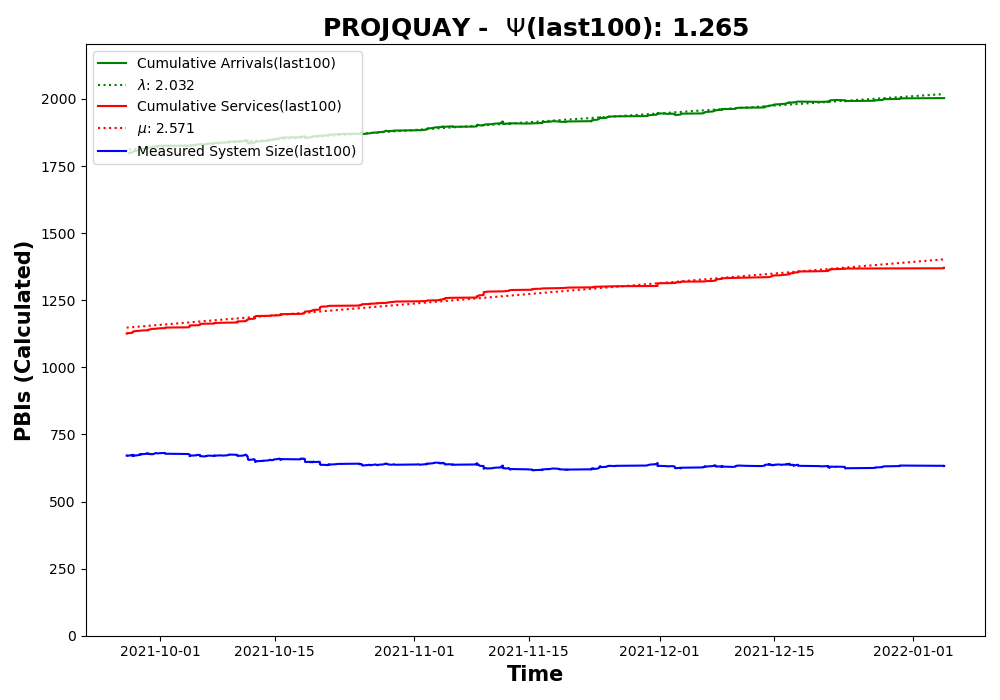 PROJQUAY - Ψ(last100): 1.265
Cumulative Arrivals(last100)
λ: 2.032
Cumulative Services(last100)
μ: 2.571
Measured System Size(last100)
PBIs (Calculated)
2000
1750
1500
1250
1000
750
500
250
0
2021-10-01 2021-10-15 2021-11-01 2021-11-15 2021-12-01 2021-12-15 2022-01-01
Time